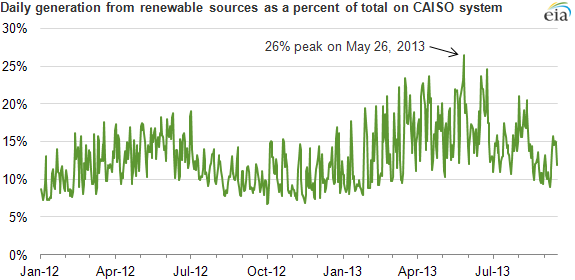 Daily generation from renewable sources as a percent of total on CAISO system
eia
30%
26% peak on May 26, 2013
25%
20%
15%
10%
5%
0%
Jan-12 Apr-12 Jul-12 Oct-12 Jan-13 Apr-13 Jul-13